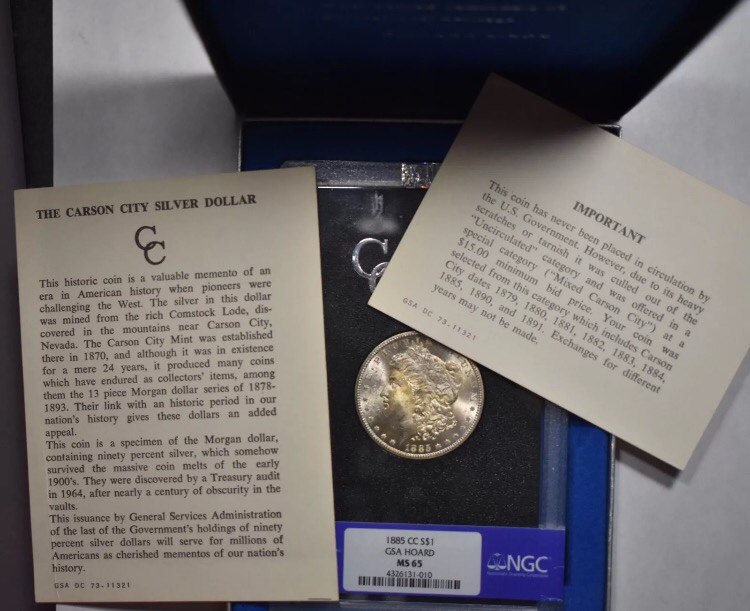 THE CARSON CITY SILVER DOLLAR
CC
This historic coin is a valuable memento of an
era in American history when pioneers were
challenging the West. The silver in this dollar
was mined from the rich Comstock Lode, dis-
covered in the mountains near Carson City,
Nevada. The Carson City Mint was established
there in 1870, and although it was in existence
for a mere 24 years, it produced many coins
which have endured as collectors' items, among
them the 13 piece Morgan dollar series of 1878-
1893. Their link with an historic period in our
nation's history gives these dollars an added
appeal.
This coin is a specimen of the Morgan dollar,
containing ninety percent silver, which somehow
survived the massive coin melts of the early
1900's. They were discovered by a Treasury audit
in 1964, after nearly a century of obscurity in the
vaults.
This issuance by General Services Administration
of the last of the Government's holdings of ninety
percent silver dollars will serve for millions of
Americans as cherished mementos of our nation's
history.
GSA DC 73-11321
IMPORTANT
This coin has never been placed in circulation by
the U.S. Government. However, due to its heavy
scratches or tarnish it was culled out of the
"Uncirculated" category and was offered in a
special category ("Mixed Carson City") at a
$15.00 minimum bid price. Your coin was
selected from this category which includes Carson
City dates 1879, 1880, 1881, 1882, 1883, 1884,
1885, 1890, and 1891. Exchanges for different
years may not be made.
GSA DC 73-11321
CC
1885
1885 CC S$1
GSA HOARD
MS 65
4326131-010
NGC